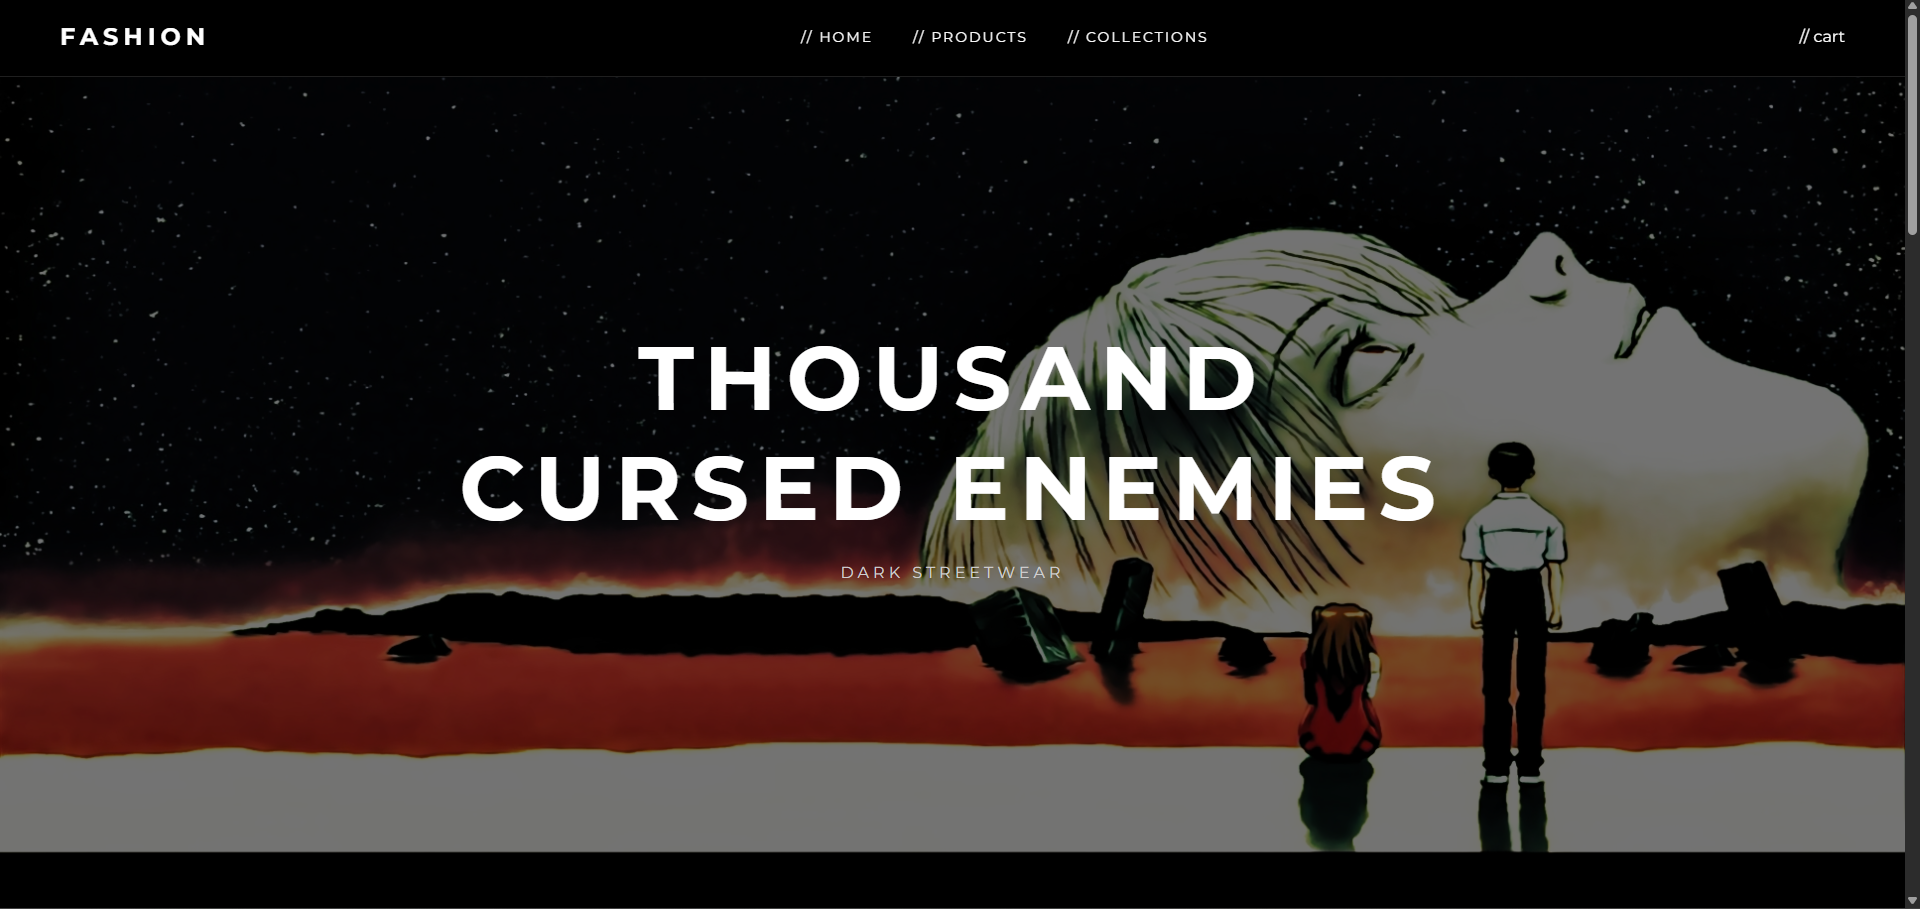 FASHION
// HOME
// PRODUCTS
// COLLECTIONS
// cart
THOUSAND
CURSED ENEMIES
DARK STREETWEAR